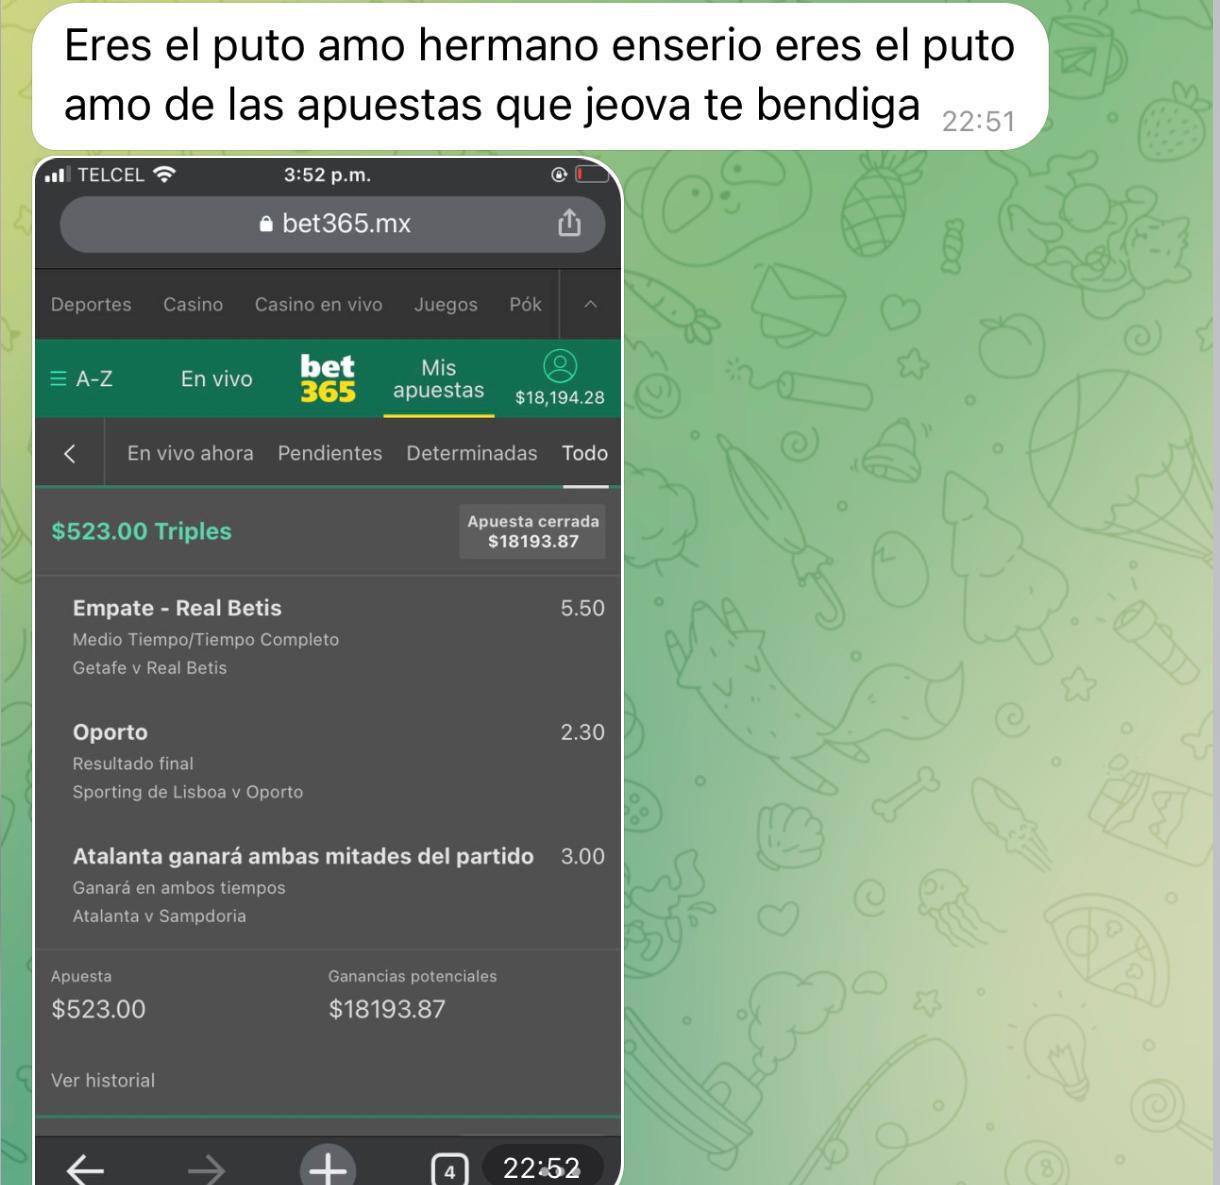 Eres el puto amo hermano enserio eres el puto
amo de las apuestas que jeova te bendiga 22:51
TELCEL 3:52 p.m.
bet365.mx
Deportes Casino Casino en vivo Juegos Pók
A-Z En vivo bet365 Mis apuestas $18,194.28
En vivo ahora Pendientes Determinadas Todo
$523.00 Triples
Apuesta cerrada
$18193.87
Empate - Real Betis 5.50
Medio Tiempo/Tiempo Completo
Getafe v Real Betis
Oporto 2.30
Resultado final
Sporting de Lisboa v Oporto
Atalanta ganará ambas mitades del partido 3.00
Ganará en ambos tiempos
Atalanta v Sampdoria
Apuesta Ganancias potenciales
$523.00 $18193.87
Ver historial
4 22:52